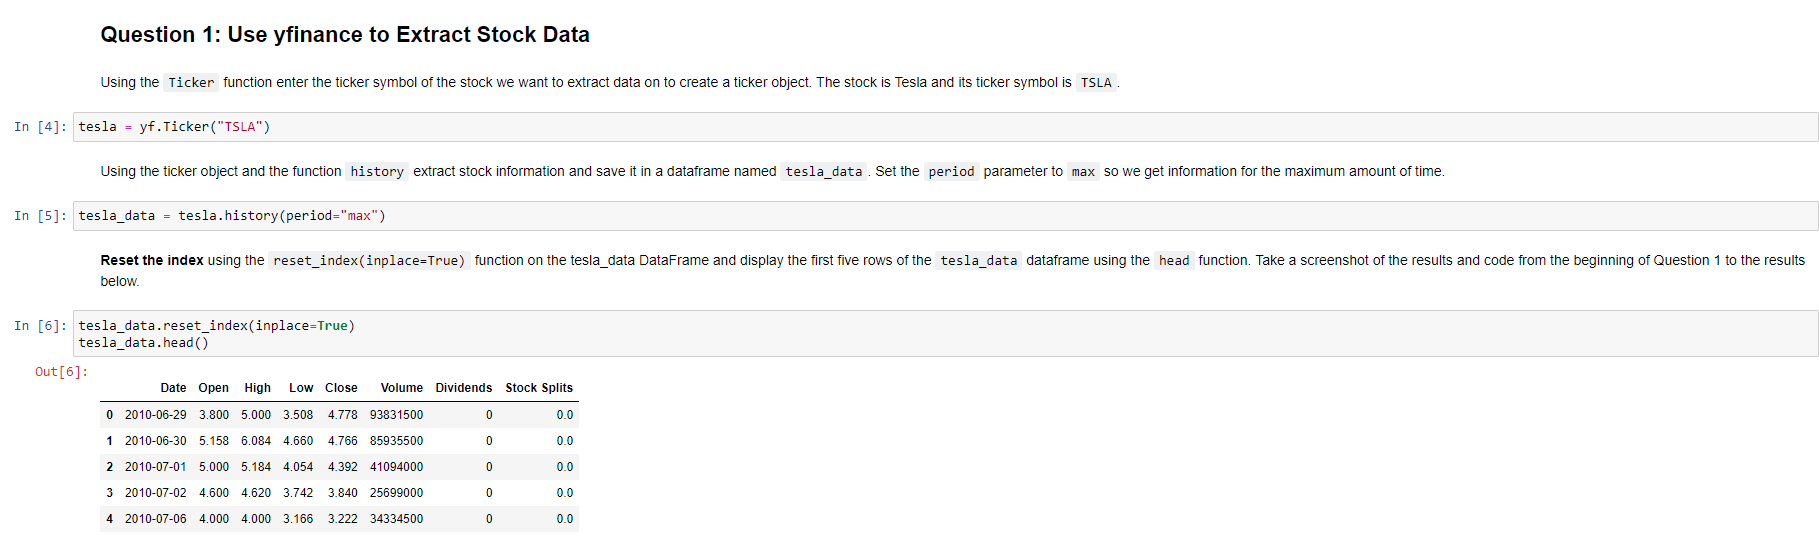 Question 1: Use yfinance to Extract Stock Data
Using the Ticker function enter the ticker symbol of the stock we want to extract data on to create a ticker object. The stock is Tesla and its ticker symbol is TSLA .
In [4]: tesla = yf.Ticker("TSLA")
Using the ticker object and the function history extract stock information and save it in a dataframe named tesla_data . Set the period parameter to max so we get information for the maximum amount of time.
In [5]: tesla_data = tesla.history(period="max")
Reset the index using the reset_index(inplace=True) function on the tesla_data DataFrame and display the first five rows of the tesla_data dataframe using the head function. Take a screenshot of the results and code from the beginning of Question 1 to the results
below.
In [6]: tesla_data.reset_index(inplace=True)
tesla_data.head()
Out[6]:
Date Open High Low Close Volume Dividends Stock Splits
0 2010-06-29 3.800 5.000 3.508 4.778 93831500 0 0.0
1 2010-06-30 5.158 6.084 4.660 4.766 85935500 0 0.0
2 2010-07-01 5.000 5.184 4.054 4.392 41094000 0 0.0
3 2010-07-02 4.600 4.620 3.742 3.840 25699000 0 0.0
4 2010-07-06 4.000 4.000 3.166 3.222 34334500 0 0.0